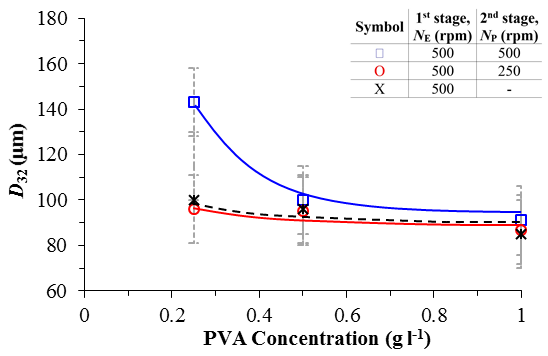 180
160
140
120
100
80
60
D32 (μm)
0
0.2
0.4
0.6
0.8
1
PVA Concentration (g l-1)
Symbol 1st stage, NE (rpm) 2nd stage, NP (rpm)
□ 500 500
O 500 250
X 500 -